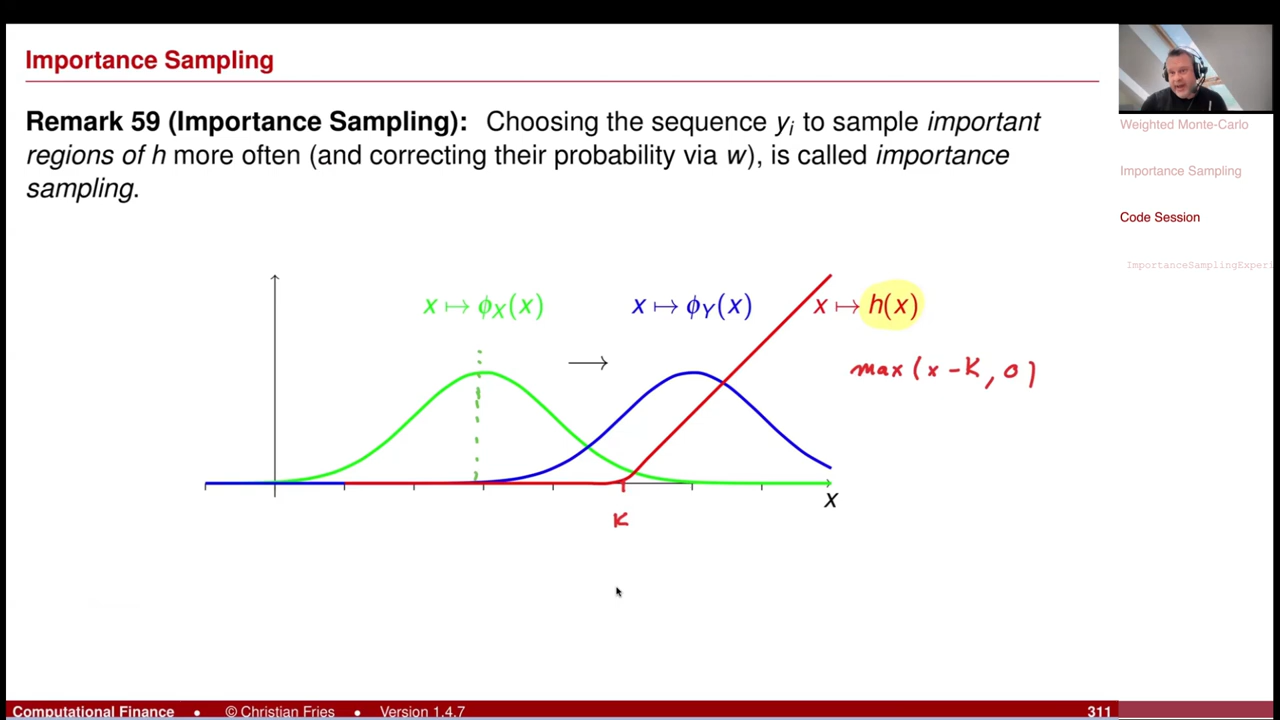 Importance Sampling
Remark 59 (Importance Sampling): Choosing the sequence yᵢ to sample important
regions of h more often (and correcting their probability via w), is called importance
sampling.
x ↦ ϕX(x)
x ↦ ϕY(x)
x ↦ h(x)
max(x-K, 0)
x
K
Weighted Monte-Carlo
Importance Sampling
Code Session
ImportanceSamplingExperi
Computational Finance • © Christian Fries • Version 1.4.7
311